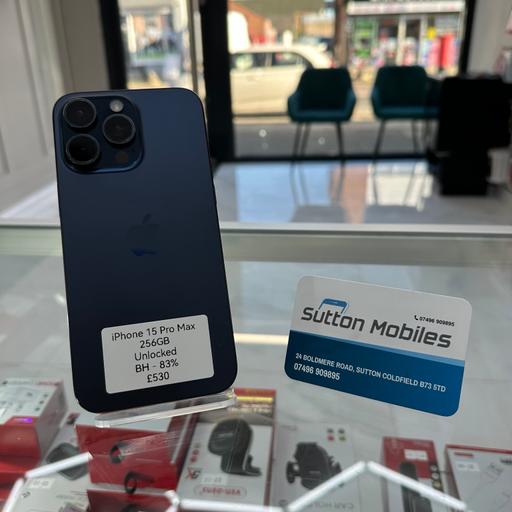 iPhone 15 Pro Max
256GB
Unlocked
BH - 83%
£530
07496 909895
Sutton Mobiles
24 BOLDMERE ROAD, SUTTON COLDFIELD B73 5TD
07496 909895